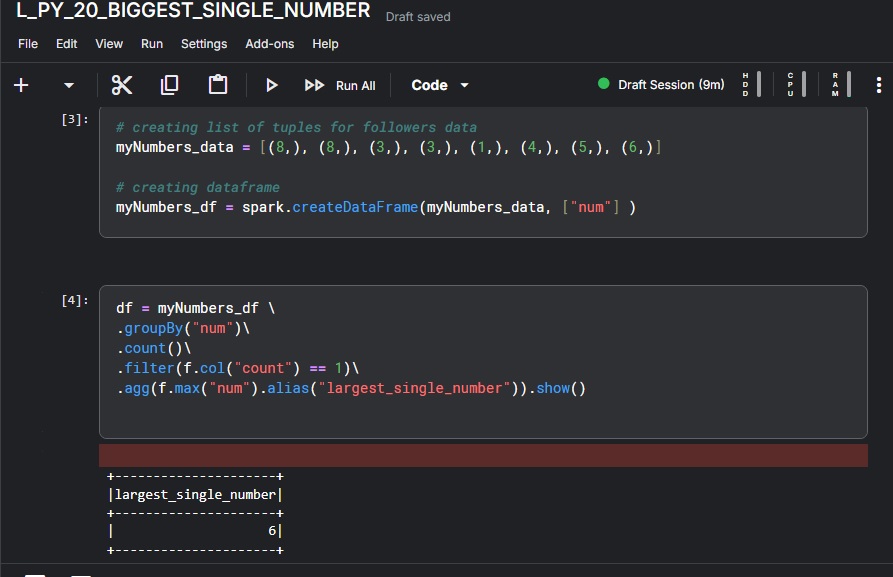 L_PY_20_BIGGEST_SINGLE_NUMBER Draft saved
File Edit View Run Settings Add-ons Help
Run All Code Draft Session (9m) HDD CPU RAM
[3]:
# creating list of tuples for followers data
myNumbers_data = [(8,), (8,), (3,), (3,), (1,), (4,), (5,), (6,)]
# creating dataframe
myNumbers_df = spark.createDataFrame(myNumbers_data, ["num"] )
[4]:
df = myNumbers_df \
.groupBy("num")\
.count()\
.filter(f.col("count") == 1)\
.agg(f.max("num").alias("largest_single_number")).show()
+---------------------+
|largest_single_number|
+---------------------+
|                    6|
+---------------------+